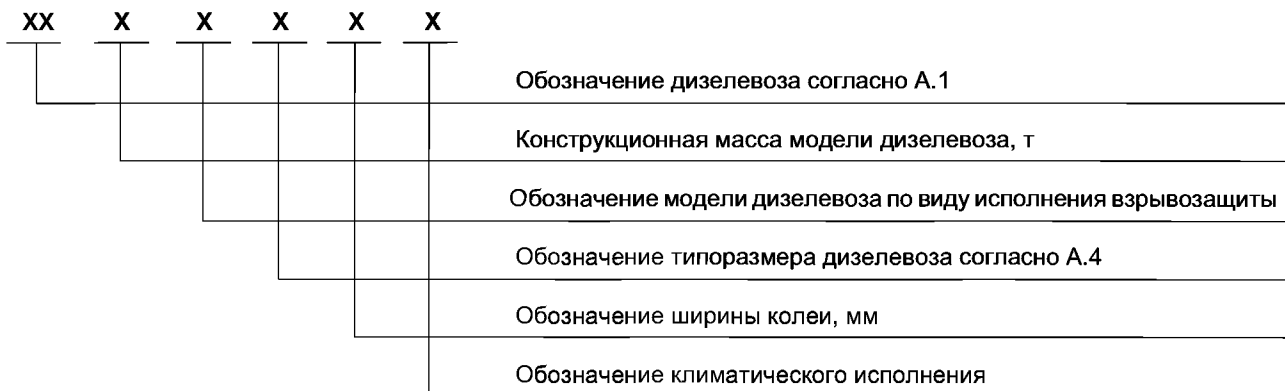 XX X X X X X
Обозначение дизелевоза согласно А.1
Конструкционная масса модели дизелевоза, т
Обозначение модели дизелевоза по виду исполнения взрывозащиты
Обозначение типоразмера дизелевоза согласно А.4
Обозначение ширины колеи, мм
Обозначение климатического исполнения